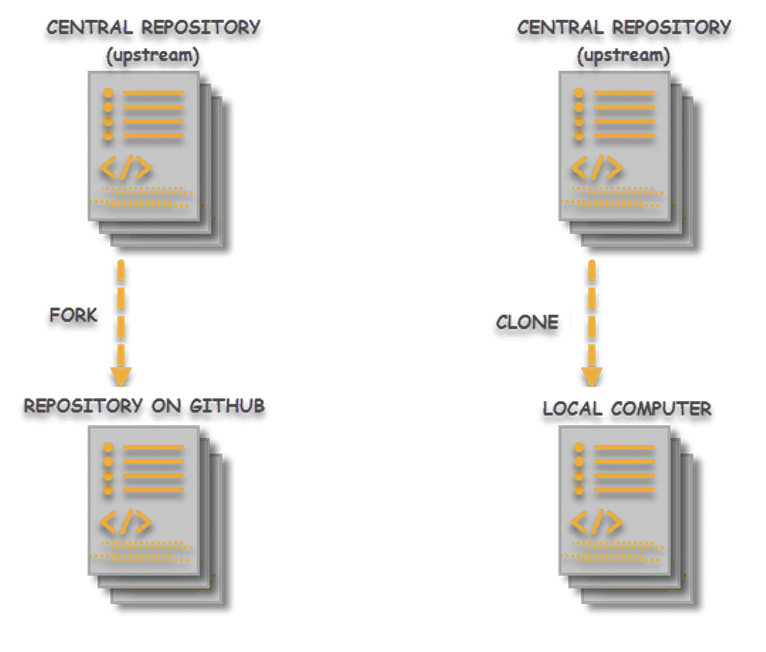 CENTRAL REPOSITORY
(upstream)
</>
FORK
REPOSITORY ON GITHUB
</>
CENTRAL REPOSITORY
(upstream)
</>
CLONE
LOCAL COMPUTER
</>